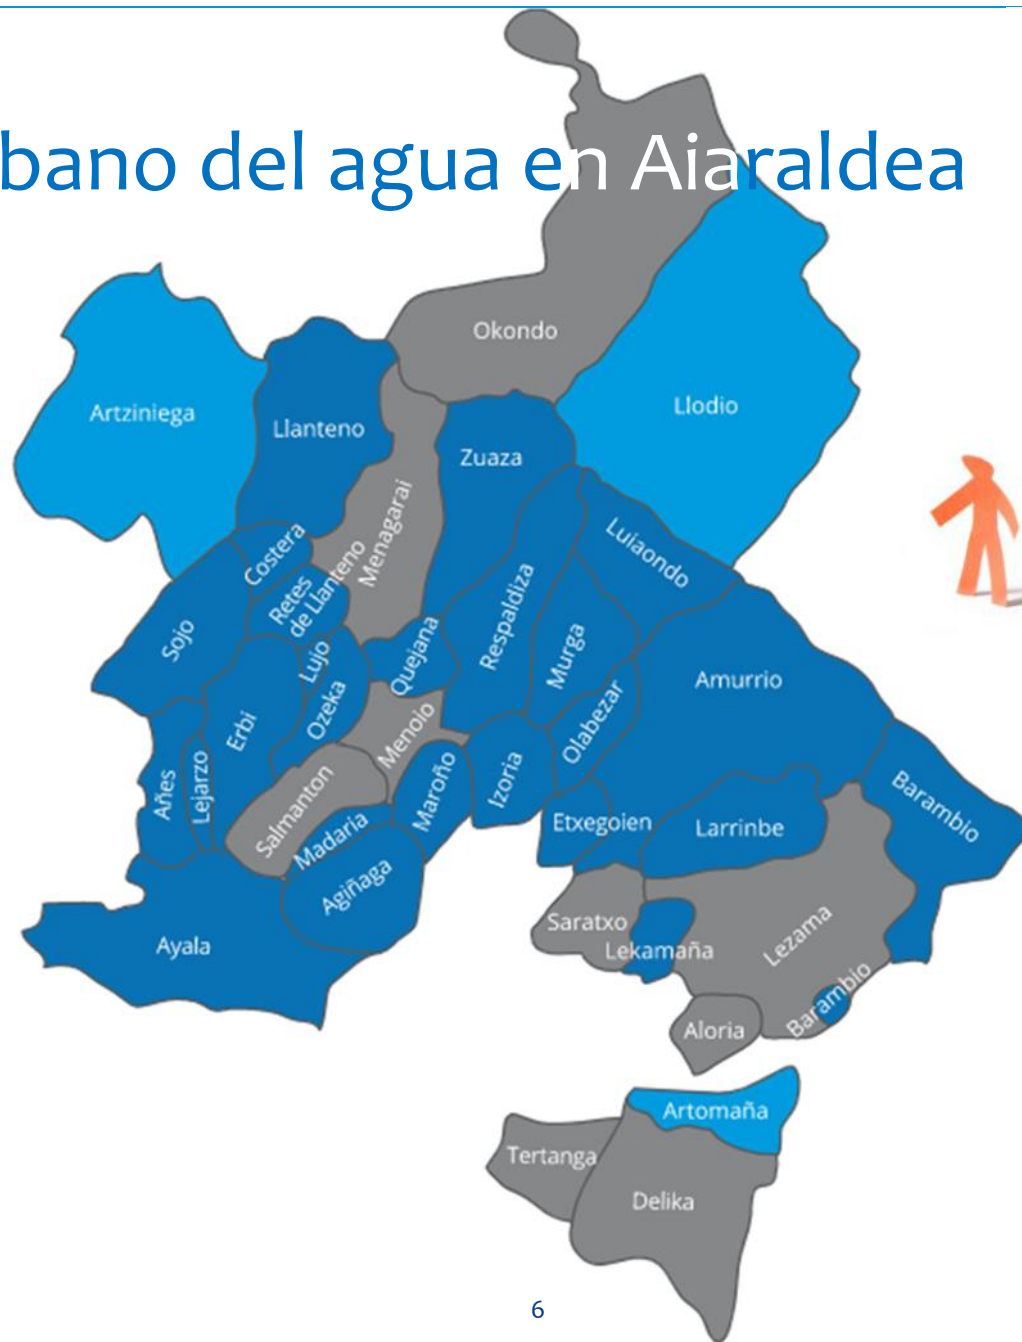 bano del agua en Aiaraldea
Okondo
Artziniega
Llanteno
Llodio
Zuaza
Menagarai
Costera
Retes
de Llanteno
Luiaondo
Respaldiza
Sojo
Lujo
Quejana
Murga
Amurrio
Ozeka
Erbi
Olabezar
Menoio
Añes
Lejarzo
Salmanton
Maroño
Izoria
Barambio
Madaria
Etxegoien
Larrinbe
Agiñaga
Saratxo
Lezama
Ayala
Lekamaña
Barambio
Aloria
Artomaña
Tertanga
Delika
6